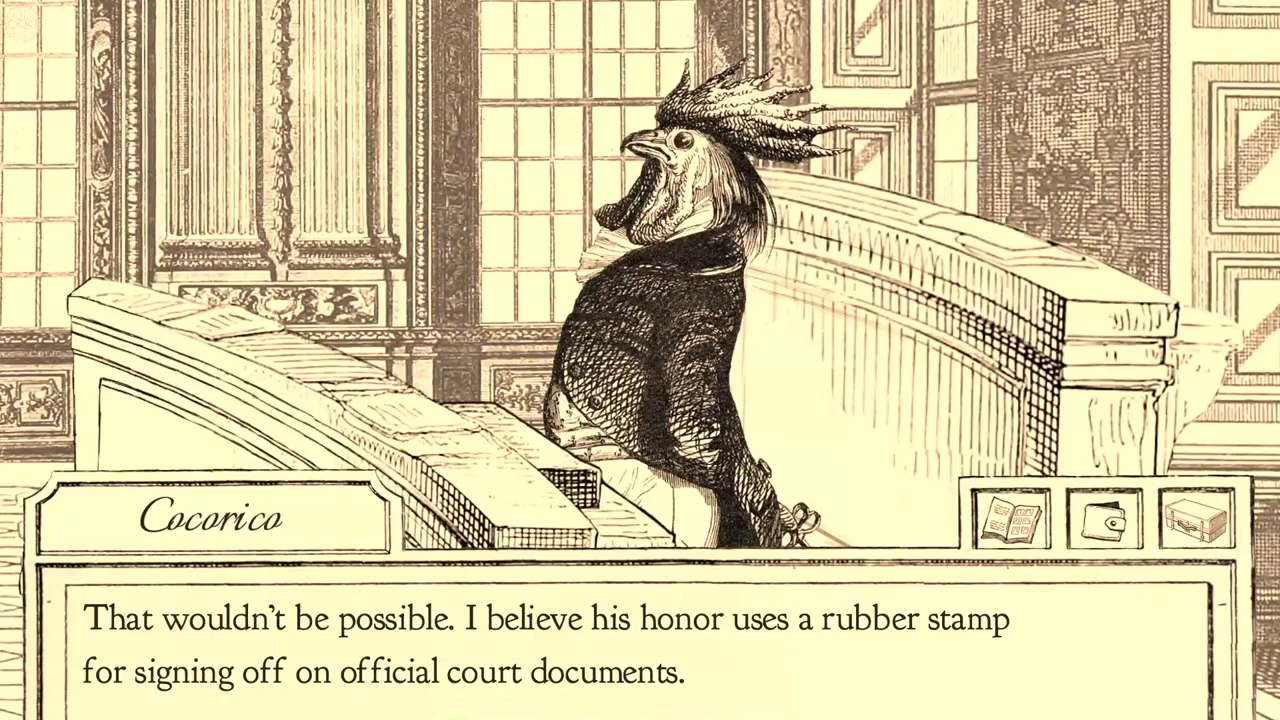 Cocorico
That wouldn't be possible. I believe his honor uses a rubber stamp
for signing off on official court documents.